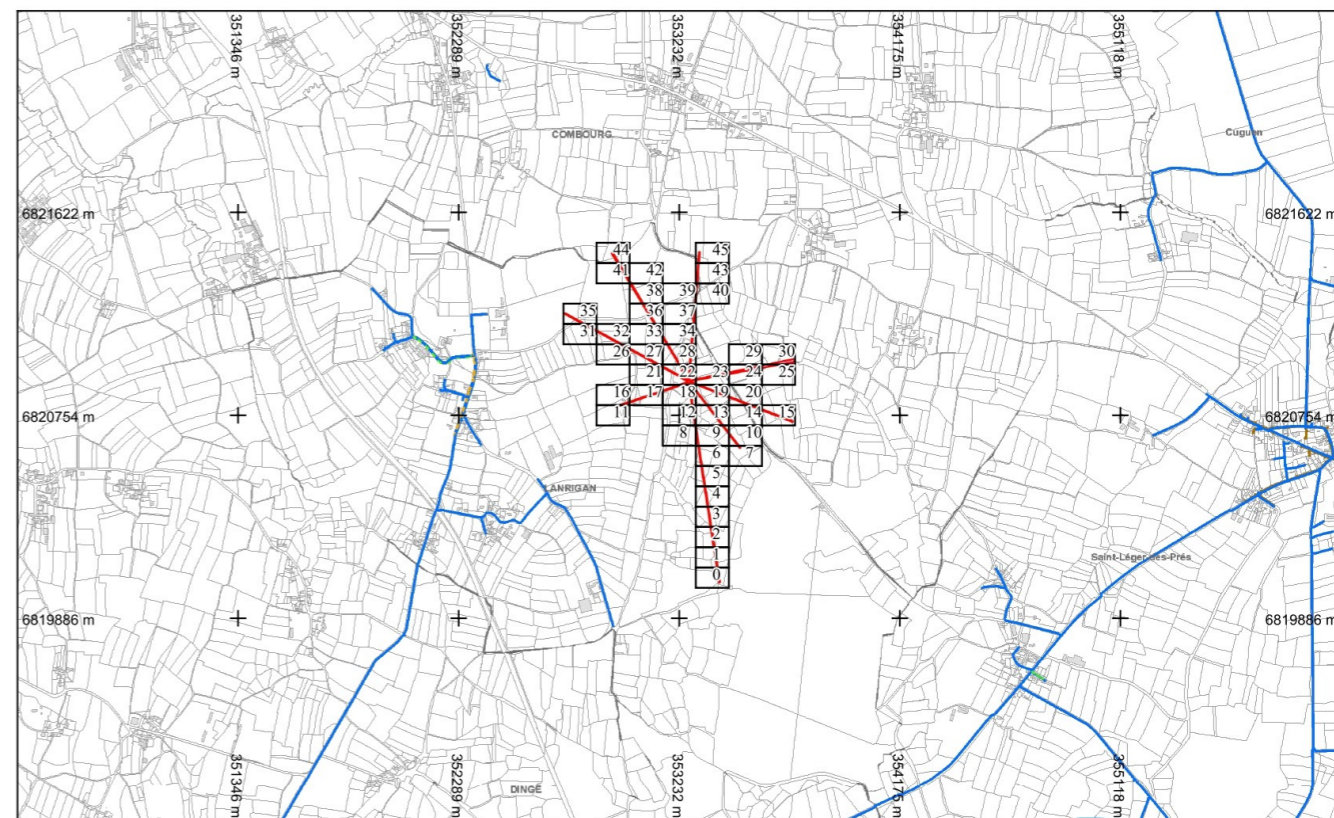 351346 m
352289 m
353232 m
354175 m
355118 m
COMBOURG
Cuguen
6821622 m
6821622 m
44
45
41
42
43
38
39
40
35
36
37
31
32
33
34
26
27
28
29
30
21
22
23
24
25
16
17
18
19
20
11
12
13
14
15
6820754 m
6820754 m
8
9
10
6
7
5
LANRIGAN
4
3
2
1
Saint-Léger-des-Prés
0
6819886 m
6819886 m
351346 m
352289 m
353232 m
354175 m
355118 m
DINGÉ